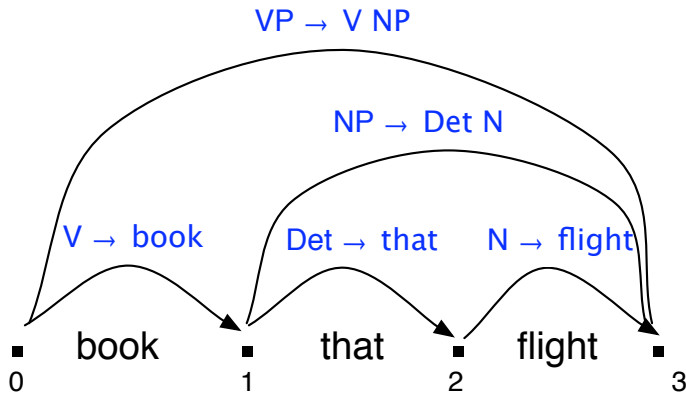 VP → V NP
NP → Det N
V → book
Det → that
N → flight
book that flight
0 1 2 3